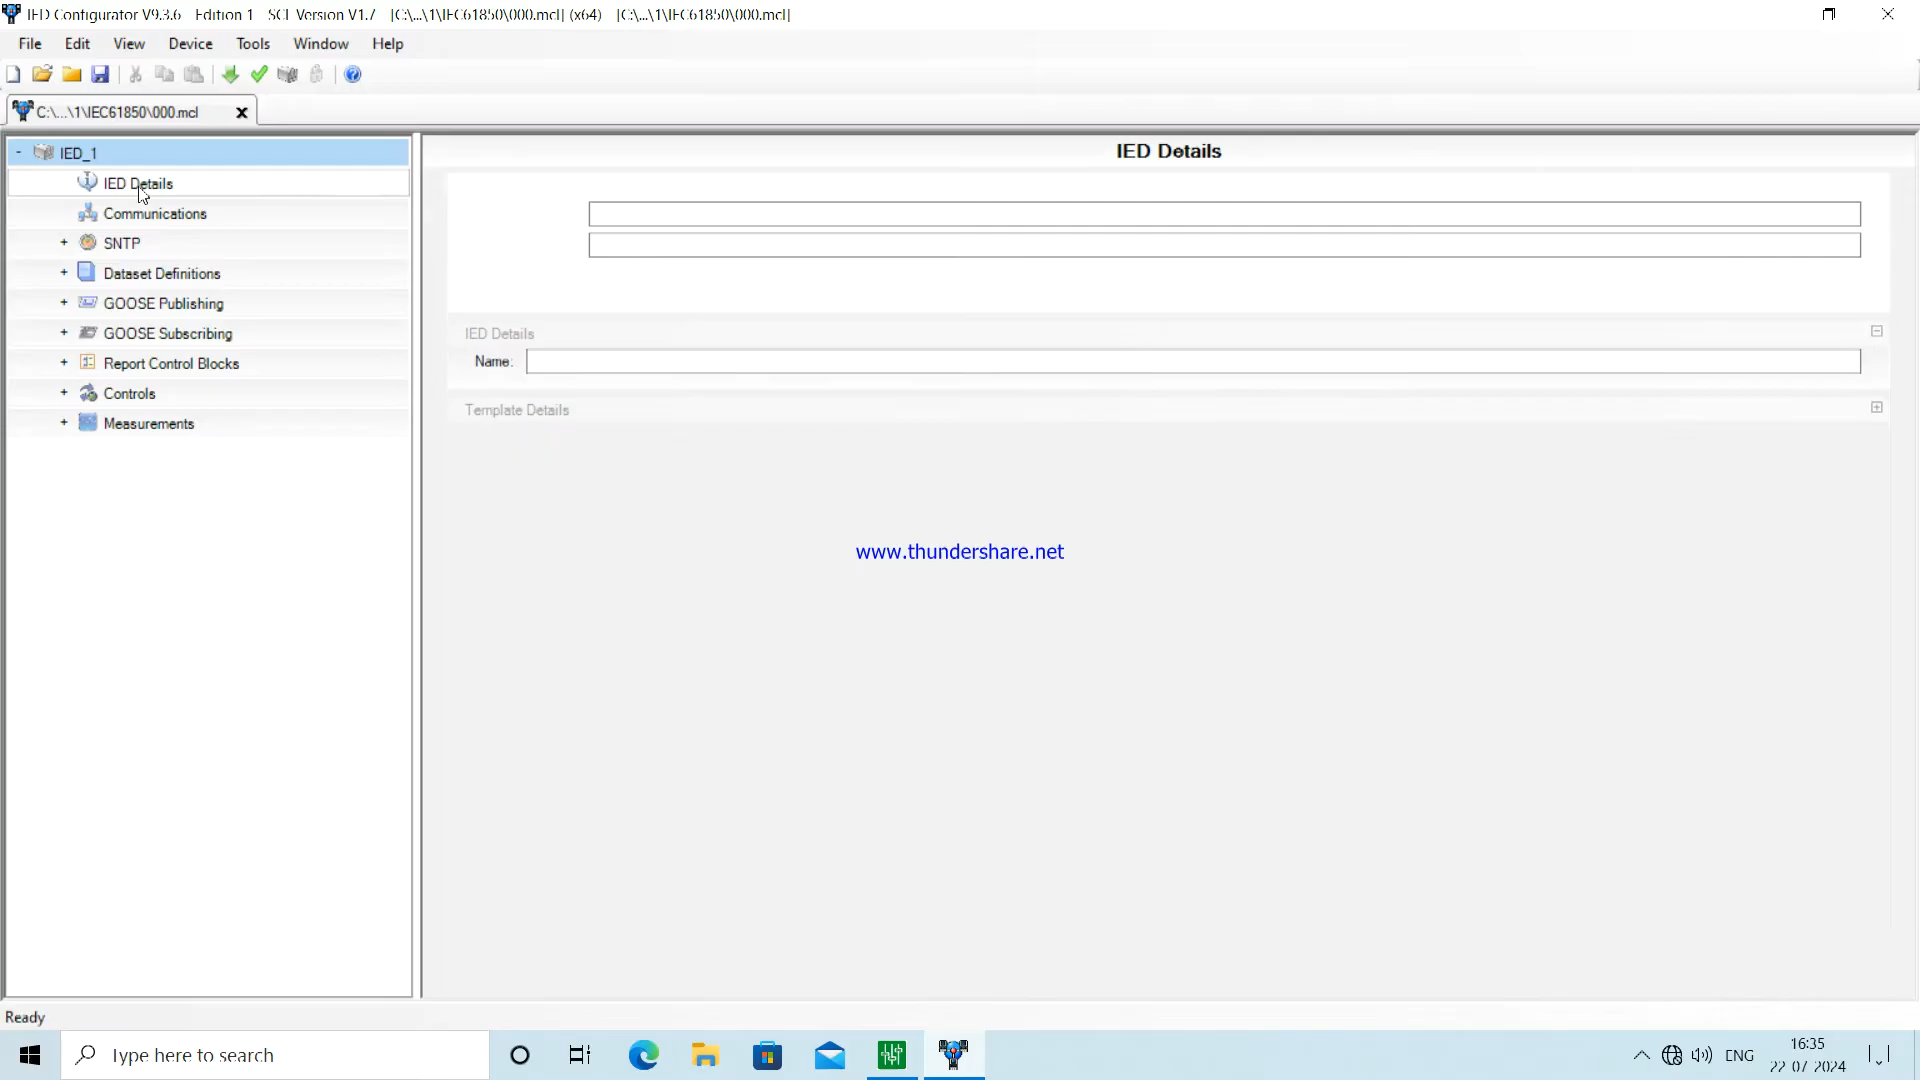 IED Configurator V9.3.6 - Edition 1 - SCL Version V1.7 - [C:\...\1\IEC61850\000.mcl] (x64) - [C:\...\1\IEC61850\000.mcl]
File Edit View Device Tools Window Help
C:\...\1\IEC61850\000.mcl
IED_1
IED Details
Communications
SNTP
Dataset Definitions
GOOSE Publishing
GOOSE Subscribing
Report Control Blocks
Controls
Measurements
IED Details
IED Details
Name:
Template Details
www.thundershare.net
Ready
Type here to search
ENG
16:35
22-07-2024